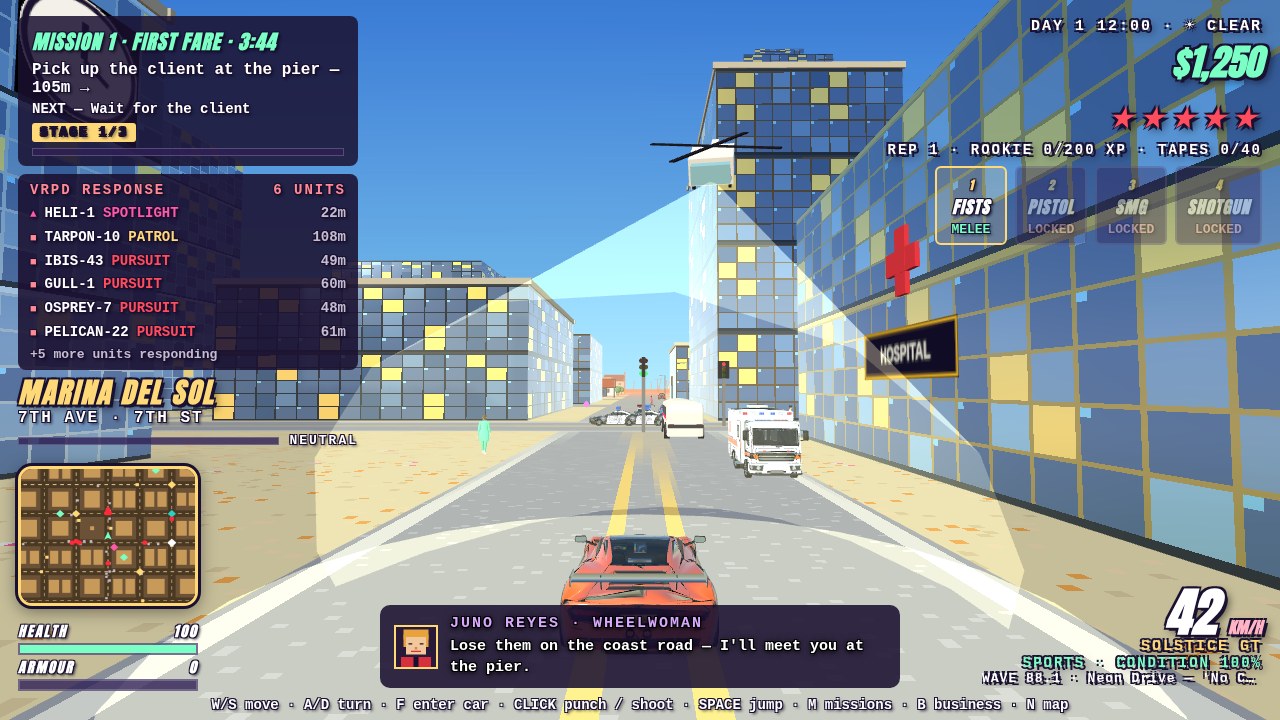 MISSION 1 · FIRST FARE · 3:44
Pick up the client at the pier —
105m →
NEXT — Wait for the client
STAGE 1/3
VRPD RESPONSE 6 UNITS
HELI-1 SPOTLIGHT 22m
TARPON-10 PATROL 108m
IBIS-43 PURSUIT 49m
GULL-1 PURSUIT 60m
OSPREY-7 PURSUIT 48m
PELICAN-22 PURSUIT 61m
+5 more units responding
MARINA DEL SOL
7TH AVE · 7TH ST
NEUTRAL
HEALTH 100
ARMOUR 0
DAY 1 12:00 · ☀ CLEAR
$1,250
★ ★ ★ ★ ★
REP 1 · ROOKIE 0/200 XP · TAPES 0/40
1 2 3 4
FISTS PISTOL SMG SHOTGUN
MELEE LOCKED LOCKED LOCKED
HOSPITAL
JUNO REYES · WHEELWOMAN
Lose them on the coast road — I'll meet you at
the pier.
42 KM/H
SOLSTICE GT
SPORTS · CONDITION 100%
WAVE 88.1 · Neon Drive — "No C…
W/S move · A/D turn · F enter car · CLICK punch / shoot · SPACE jump · M missions · B business · N map